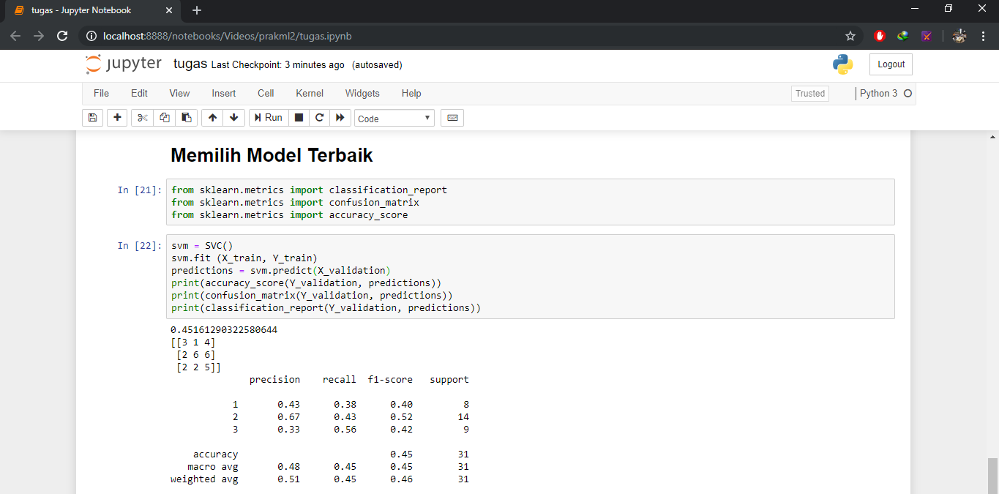 tugas - Jupyter Notebook
localhost:8888/notebooks/Videos/prakml2/tugas.ipynb
jupyter tugas Last Checkpoint: 3 minutes ago (autosaved)
Logout
File Edit View Insert Cell Kernel Widgets Help
Trusted
Python 3
Run
Code
Memilih Model Terbaik
In [21]: from sklearn.metrics import classification_report
from sklearn.metrics import confusion_matrix
from sklearn.metrics import accuracy_score
In [22]: svm = SVC()
svm.fit (X_train, Y_train)
predictions = svm.predict(X_validation)
print(accuracy_score(Y_validation, predictions))
print(confusion_matrix(Y_validation, predictions))
print(classification_report(Y_validation, predictions))
0.45161290322580644
[[3 1 4]
[2 6 6]
[2 2 5]]
precision recall f1-score support
1 0.43 0.38 0.40 8
2 0.67 0.43 0.52 14
3 0.33 0.56 0.42 9
accuracy 0.45 31
macro avg 0.48 0.45 0.45 31
weighted avg 0.51 0.45 0.46 31